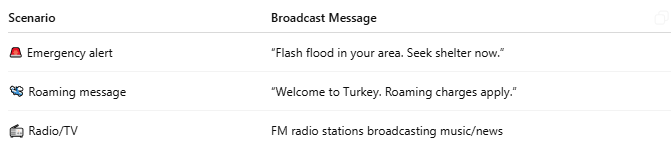 Scenario Broadcast Message
🚨 Emergency alert "Flash flood in your area. Seek shelter now."
🛰️ Roaming message "Welcome to Turkey. Roaming charges apply."
📻 Radio/TV FM radio stations broadcasting music/news